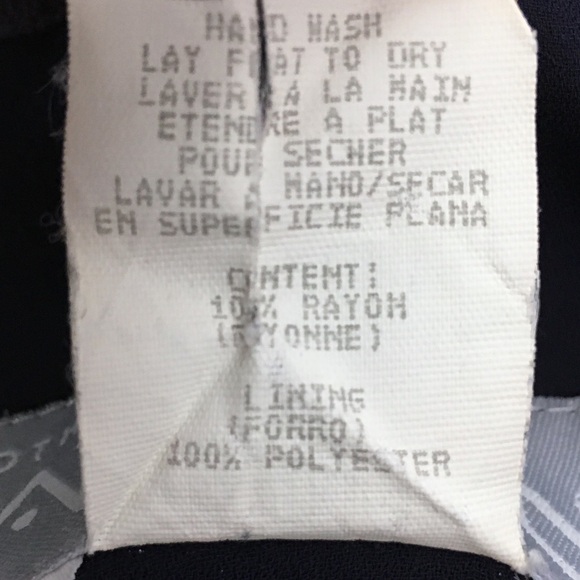 HAND WASH
LAY FLAT TO DRY
LAVER A LA MAIN
ETENDRE A PLAT
POUR SECHER
LAVAR A MANO/SECAR
EN SUPERFICIE PLANA
CONTENT:
100% RAYON
(RAYONNE)
LINING
(FORRO)
100% POLYESTER